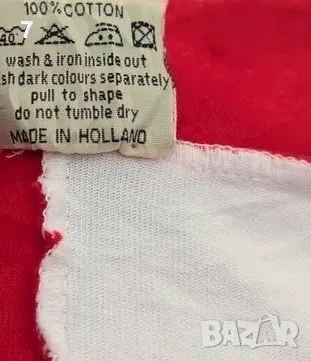 100% COTTON
40°
7
wash & iron inside out
sh dark colours separately
pull to shape
do not tumble dry
MADE IN HOLLAND
BAZAR